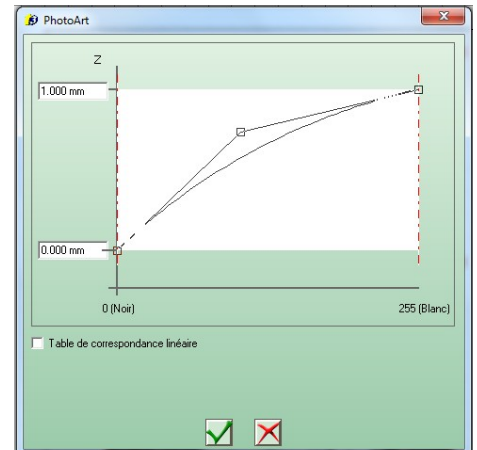 PhotoArt
Z
1.000 mm
0.000 mm
0 (Noir)
255 (Blanc)
Table de correspondance linéaire